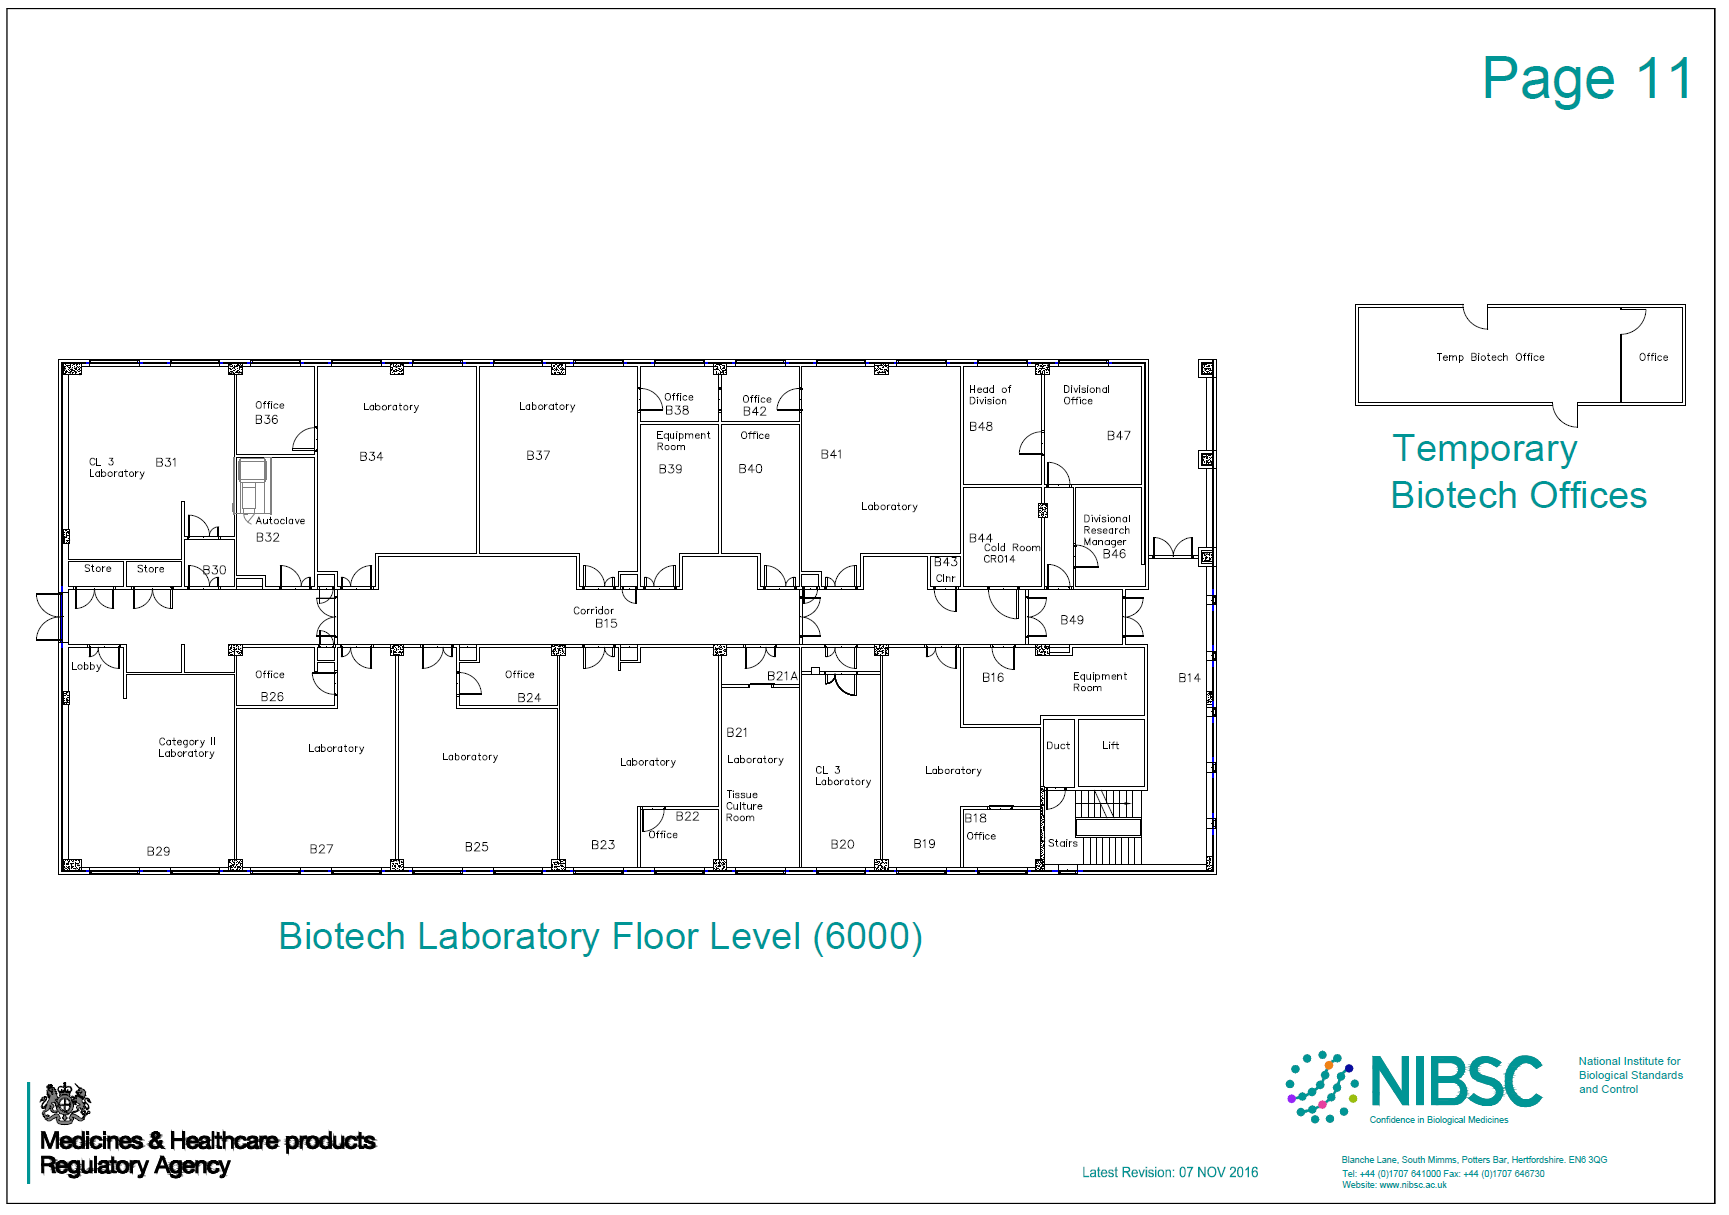 Page 11
Temp Biotech Office
Office
Temporary
Biotech Offices
Office
B36
Laboratory
B34
Laboratory
B37
Office
B38
Office
B42
Equipment
Room
B39
Office
B40
B41
Laboratory
Head of
Division
B48
Divisional
Office
B47
CL 3
Laboratory
B31
Autoclave
B32
B30
Store
Store
B43
Clnr
B44
Cold Room
CR014
Divisional
Research
Manager
B46
Corridor
B15
B49
B14
Lobby
Office
B26
Office
B24
B21A
B16
Equipment
Room
Category II
Laboratory
B29
Laboratory
B27
Laboratory
B25
Laboratory
B23
B22
Office
B21
Laboratory
Tissue
Culture
Room
CL 3
Laboratory
B20
Laboratory
B19
B18
Office
Duct
Lift
Stairs
Biotech Laboratory Floor Level (6000)
Medicines & Healthcare products
Regulatory Agency
Latest Revision: 07 NOV 2016
NIBSC
Confidence in Biological Medicines
National Institute for
Biological Standards
and Control
Blanche Lane, South Mimms, Potters Bar, Hertfordshire. EN6 3QG
Tel: +44 (0)1707 641000 Fax: +44 (0)1707 646730
Website: www.nibsc.ac.uk